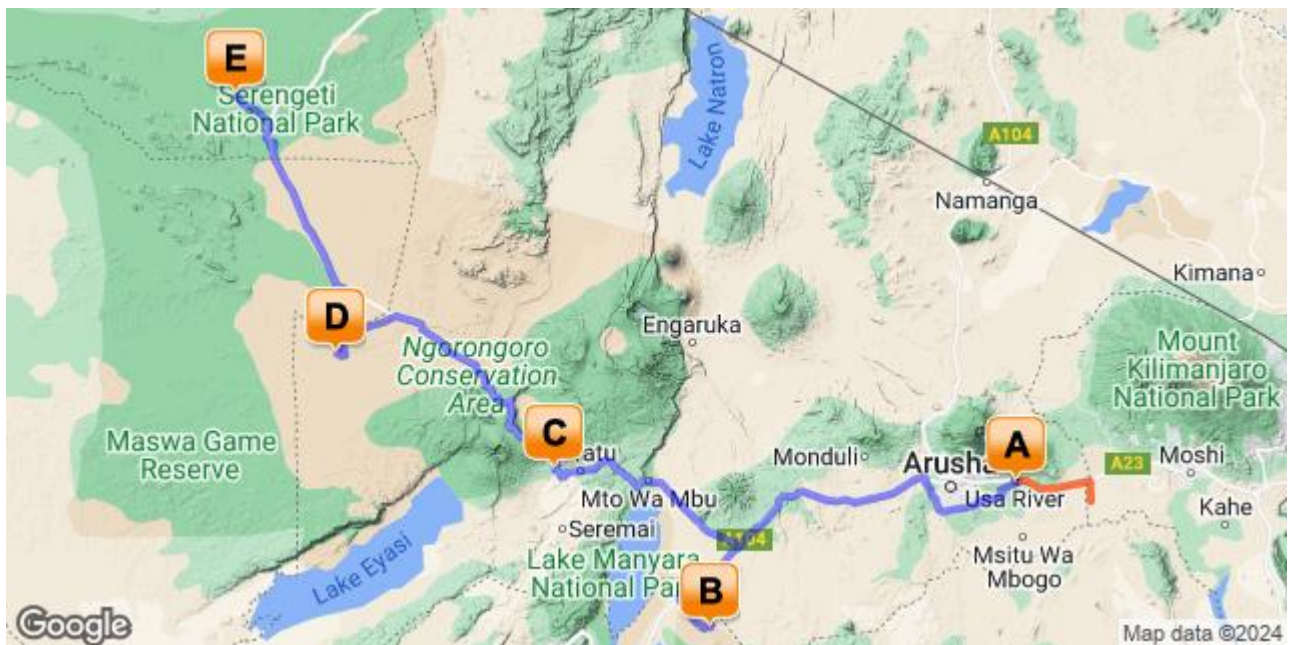 E
Serengeti
National Park
Lake Natron
A104
Namanga
Kimana
D
Engaruka
Ngorongoro
Conservation
Area
Mount
Kilimanjaro
National Park
Maswa Game
Reserve
C
atu
Monduli
Arusha
A
A23
Moshi
Mto Wa Mbu
Usa River
Kahe
Seremai
A104
Msitu Wa
Mbogo
Lake Eyasi
Lake Manyara
National Pa
B
Google
Map data ©2024